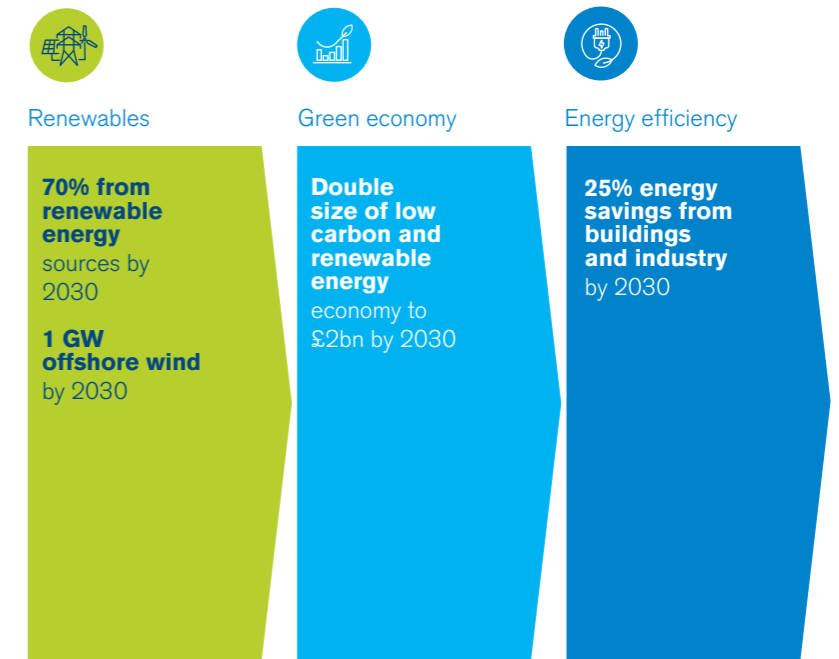 Renewables
70% from
renewable
energy
sources by
2030
1 GW
offshore wind
by 2030
Green economy
Double
size of low
carbon and
renewable
energy
economy to
£2bn by 2030
Energy efficiency
25% energy
savings from
buildings
and industry
by 2030